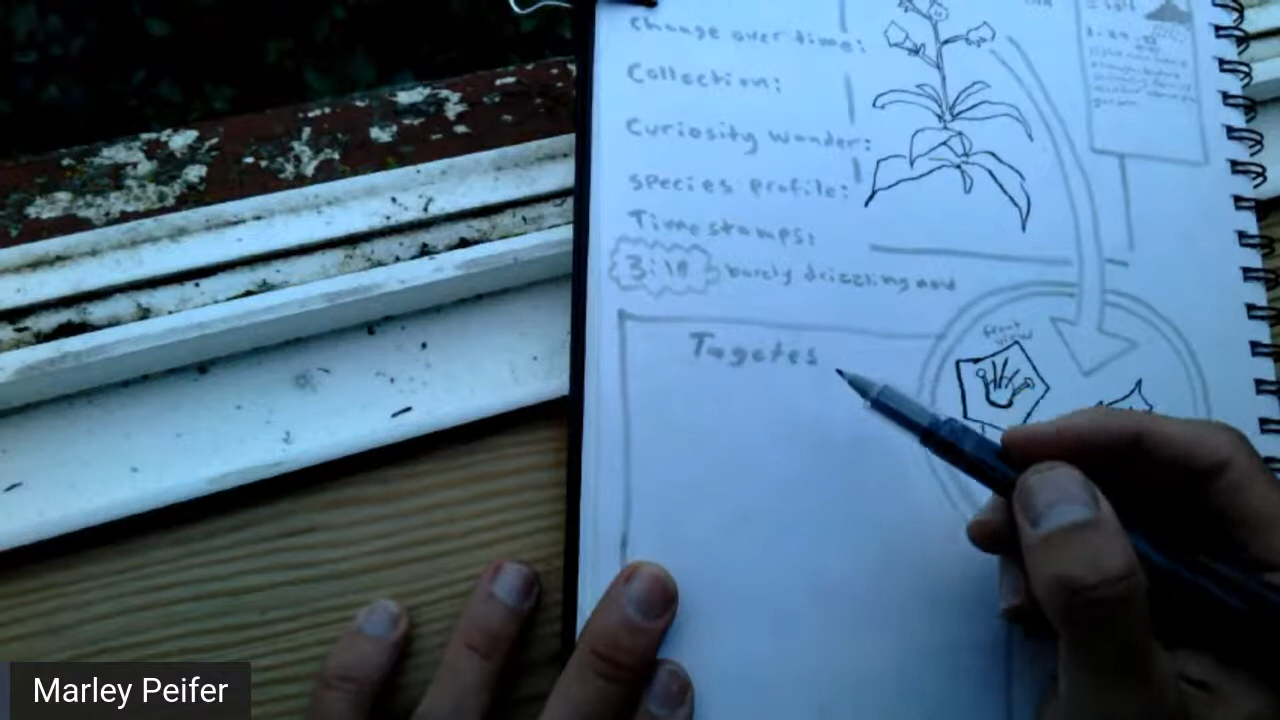 Change over time:
Collection:
Curiosity Wonder:
species profile:
Timestamps:
3:18 barely drizzling and
Tagetes
front
view
Marley Peifer